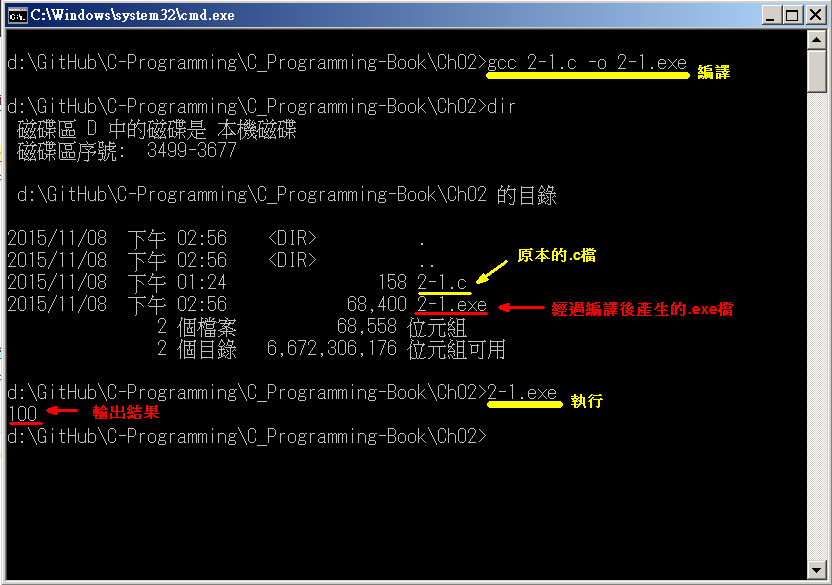 C:\Windows\system32\cmd.exe
d:\GitHub\C-Programming\C_Programming-Book\Ch02>gcc 2-1.c -o 2-1.exe 編譯
d:\GitHub\C-Programming\C_Programming-Book\Ch02>dir
磁碟區 D 中的磁碟是 本機磁碟
磁碟區序號: 3499-3677
d:\GitHub\C-Programming\C_Programming-Book\Ch02 的目錄
2015/11/08 下午 02:56 <DIR> .
2015/11/08 下午 02:56 <DIR> ..
原本的.c檔
2015/11/08 下午 01:24 158 2-1.c
2015/11/08 下午 02:56 68,400 2-1.exe 經過編譯後產生的.exe檔
2 個檔案 68,558 位元組
2 個目錄 6,672,306,176 位元組可用
d:\GitHub\C-Programming\C_Programming-Book\Ch02>2-1.exe 執行
100 輸出結果
d:\GitHub\C-Programming\C_Programming-Book\Ch02>